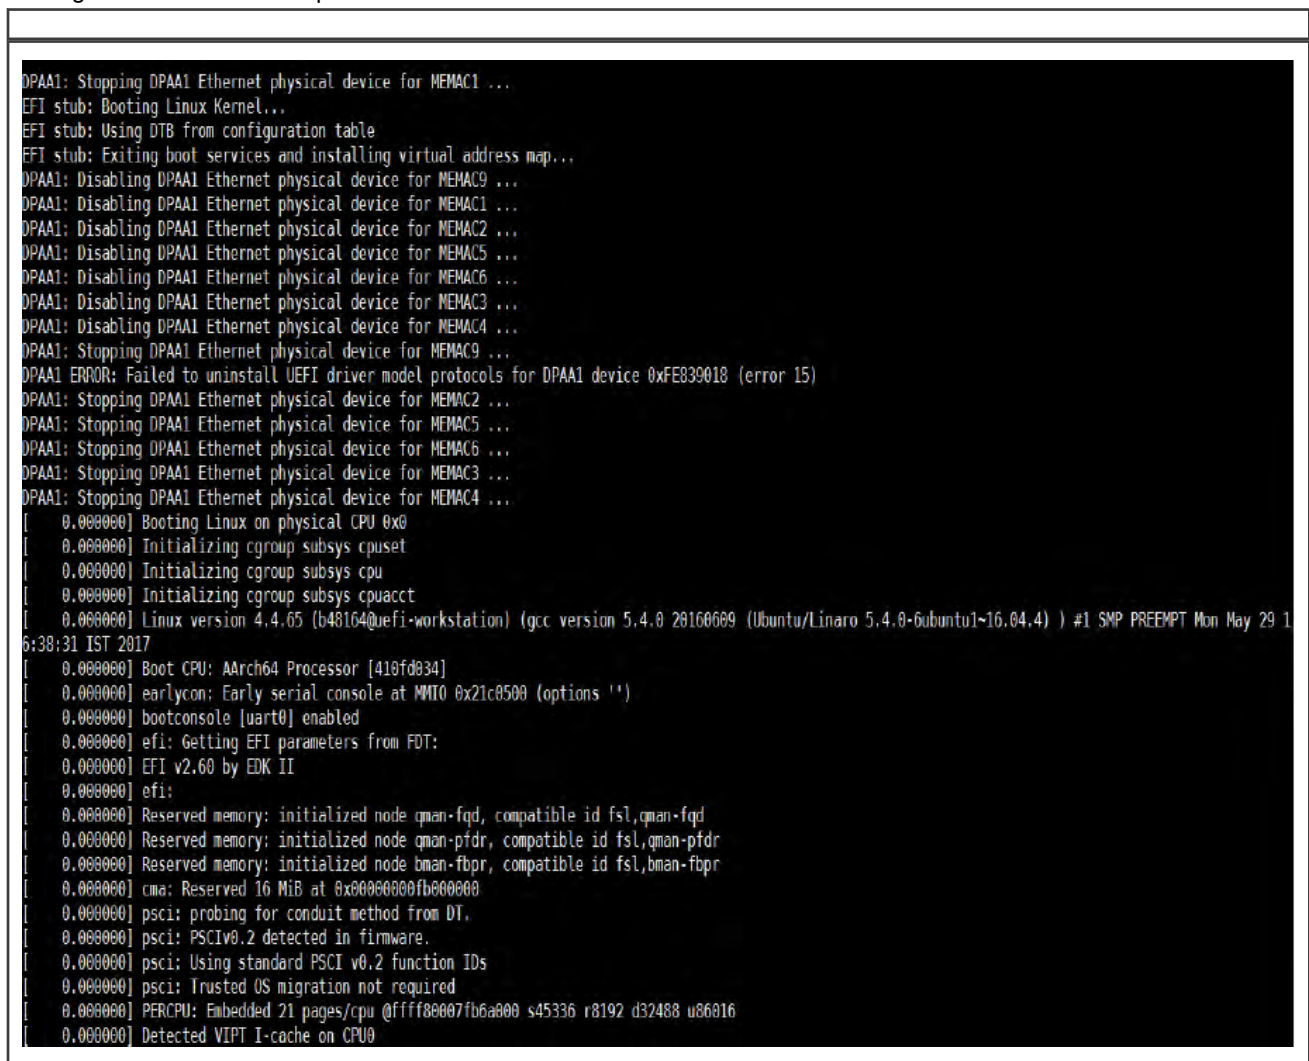 DPAA1: Stopping DPAA1 Ethernet physical device for MEMAC1 ...
EFI stub: Booting Linux Kernel...
EFI stub: Using DTB from configuration table
EFI stub: Exiting boot services and installing virtual address map...
DPAA1: Disabling DPAA1 Ethernet physical device for MEMAC9 ...
DPAA1: Disabling DPAA1 Ethernet physical device for MEMAC1 ...
DPAA1: Disabling DPAA1 Ethernet physical device for MEMAC2 ...
DPAA1: Disabling DPAA1 Ethernet physical device for MEMAC5 ...
DPAA1: Disabling DPAA1 Ethernet physical device for MEMAC6 ...
DPAA1: Disabling DPAA1 Ethernet physical device for MEMAC3 ...
DPAA1: Disabling DPAA1 Ethernet physical device for MEMAC4 ...
DPAA1: Stopping DPAA1 Ethernet physical device for MEMAC9 ...
DPAA1 ERROR: Failed to uninstall UEFI driver model protocols for DPAA1 device 0xFE839018 (error 15)
DPAA1: Stopping DPAA1 Ethernet physical device for MEMAC2 ...
DPAA1: Stopping DPAA1 Ethernet physical device for MEMAC5 ...
DPAA1: Stopping DPAA1 Ethernet physical device for MEMAC6 ...
DPAA1: Stopping DPAA1 Ethernet physical device for MEMAC3 ...
DPAA1: Stopping DPAA1 Ethernet physical device for MEMAC4 ...
[    0.000000] Booting Linux on physical CPU 0x0
[    0.000000] Initializing cgroup subsys cpuset
[    0.000000] Initializing cgroup subsys cpu
[    0.000000] Initializing cgroup subsys cpuacct
[    0.000000] Linux version 4.4.65 (b48164@uefi-workstation) (gcc version 5.4.0 20160609 (Ubuntu/Linaro 5.4.0-6ubuntu1~16.04.4) ) #1 SMP PREEMPT Mon May 29 1
6:38:31 IST 2017
[    0.000000] Boot CPU: AArch64 Processor [410fd034]
[    0.000000] earlycon: Early serial console at MMIO 0x21c0500 (options '')
[    0.000000] bootconsole [uart0] enabled
[    0.000000] efi: Getting EFI parameters from FDT:
[    0.000000] EFI v2.60 by EDK II
[    0.000000] efi:
[    0.000000] Reserved memory: initialized node qman-fqd, compatible id fsl,qman-fqd
[    0.000000] Reserved memory: initialized node qman-pfdr, compatible id fsl,qman-pfdr
[    0.000000] Reserved memory: initialized node bman-fbpr, compatible id fsl,bman-fbpr
[    0.000000] cma: Reserved 16 MiB at 0x00000000fb000000
[    0.000000] psci: probing for conduit method from DT.
[    0.000000] psci: PSCIv0.2 detected in firmware.
[    0.000000] psci: Using standard PSCI v0.2 function IDs
[    0.000000] psci: Trusted OS migration not required
[    0.000000] PERCPU: Embedded 21 pages/cpu @ffff80007fb6a000 s45336 r8192 d32488 u86016
[    0.000000] Detected VIPT I-cache on CPU0